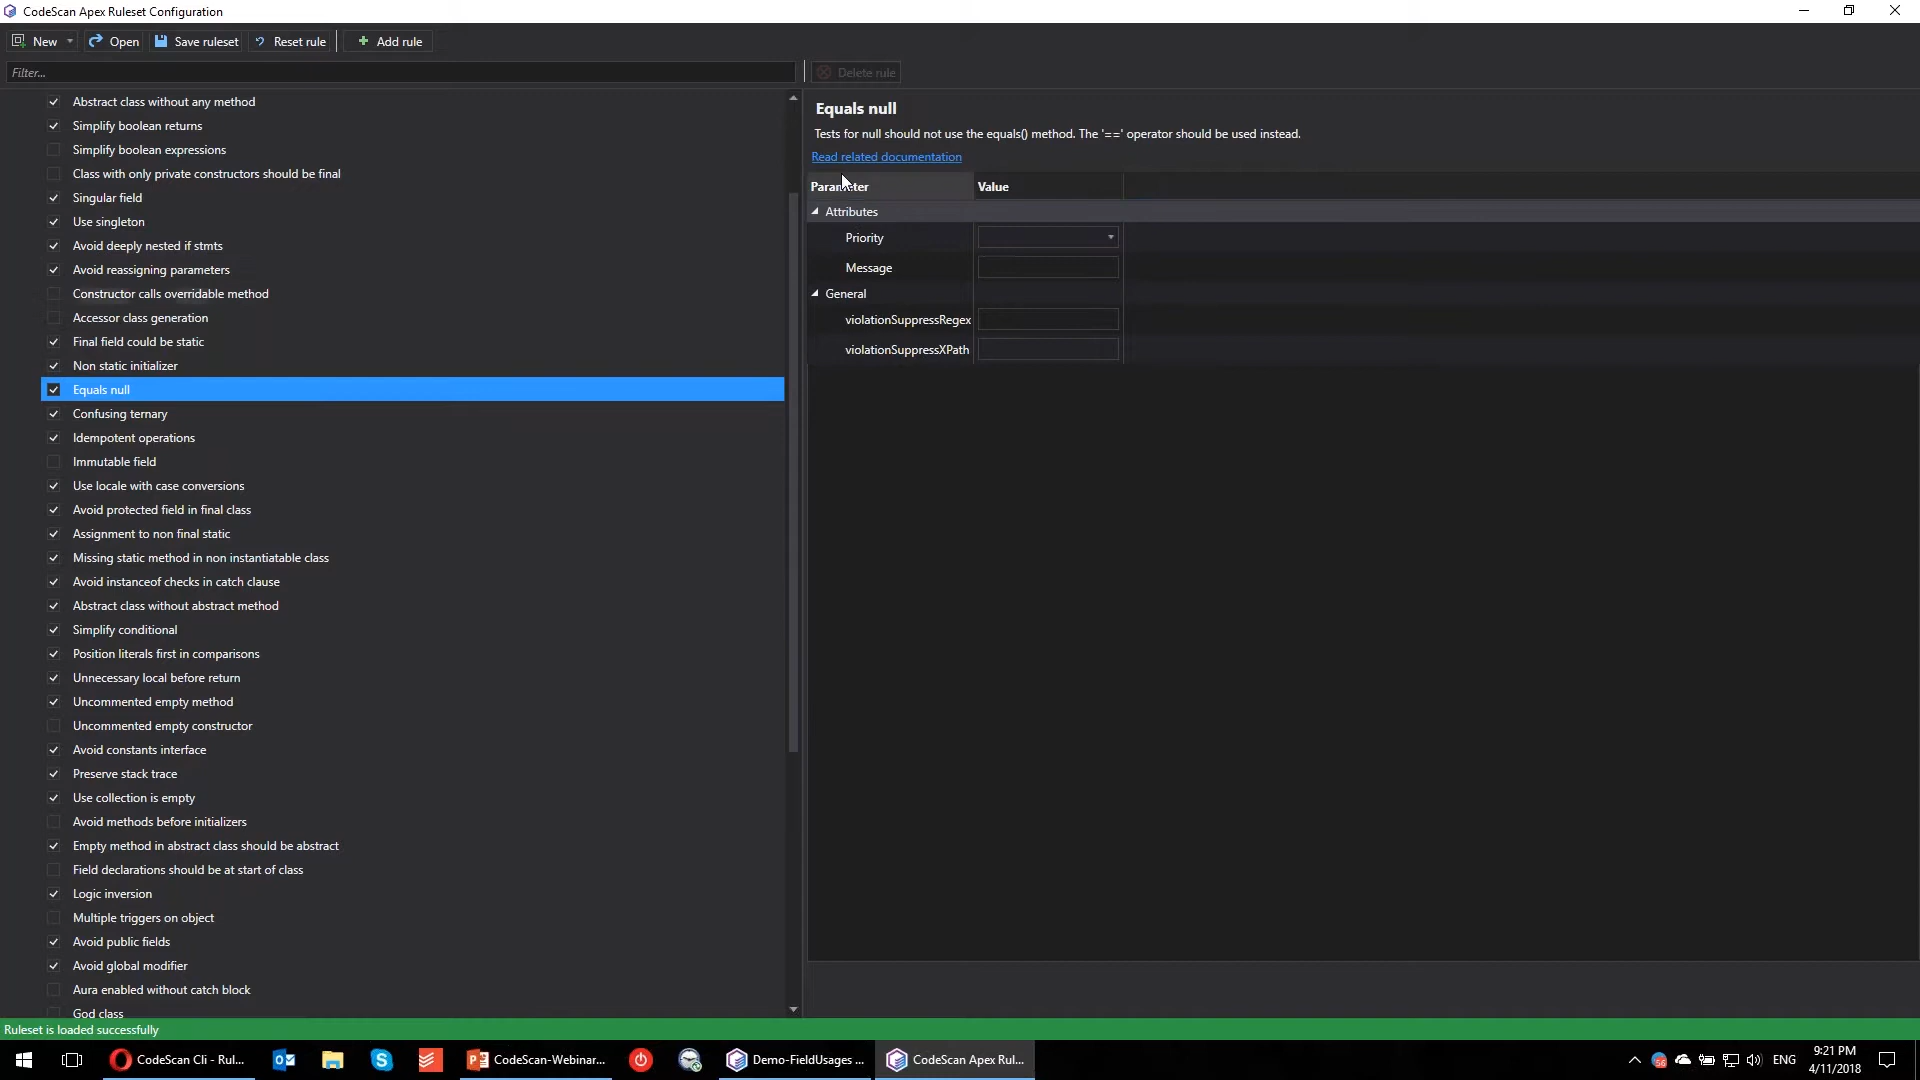 CodeScan Apex Ruleset Configuration
New Open Save ruleset Reset rule Add rule
Filter...
Delete rule
Abstract class without any method
Simplify boolean returns
Simplify boolean expressions
Class with only private constructors should be final
Singular field
Use singleton
Avoid deeply nested if stmts
Avoid reassigning parameters
Constructor calls overridable method
Accessor class generation
Final field could be static
Non static initializer
Equals null
Confusing ternary
Idempotent operations
Immutable field
Use locale with case conversions
Avoid protected field in final class
Assignment to non final static
Missing static method in non instantiatable class
Avoid instanceof checks in catch clause
Abstract class without abstract method
Simplify conditional
Position literals first in comparisons
Unnecessary local before return
Uncommented empty method
Uncommented empty constructor
Avoid constants interface
Preserve stack trace
Use collection is empty
Avoid methods before initializers
Empty method in abstract class should be abstract
Field declarations should be at start of class
Logic inversion
Multiple triggers on object
Avoid public fields
Avoid global modifier
Aura enabled without catch block
God class
Equals null
Tests for null should not use the equals() method. The '==' operator should be used instead.
Read related documentation
Parameter Value
Attributes
Priority
Message
General
violationSuppressRegex
violationSuppressXPath
Ruleset is loaded successfully
CodeScan Cli - Rul... CodeScan-Webinar... Demo-FieldUsages ... CodeScan Apex Rul... 56 ENG
9:21 PM
4/11/2018